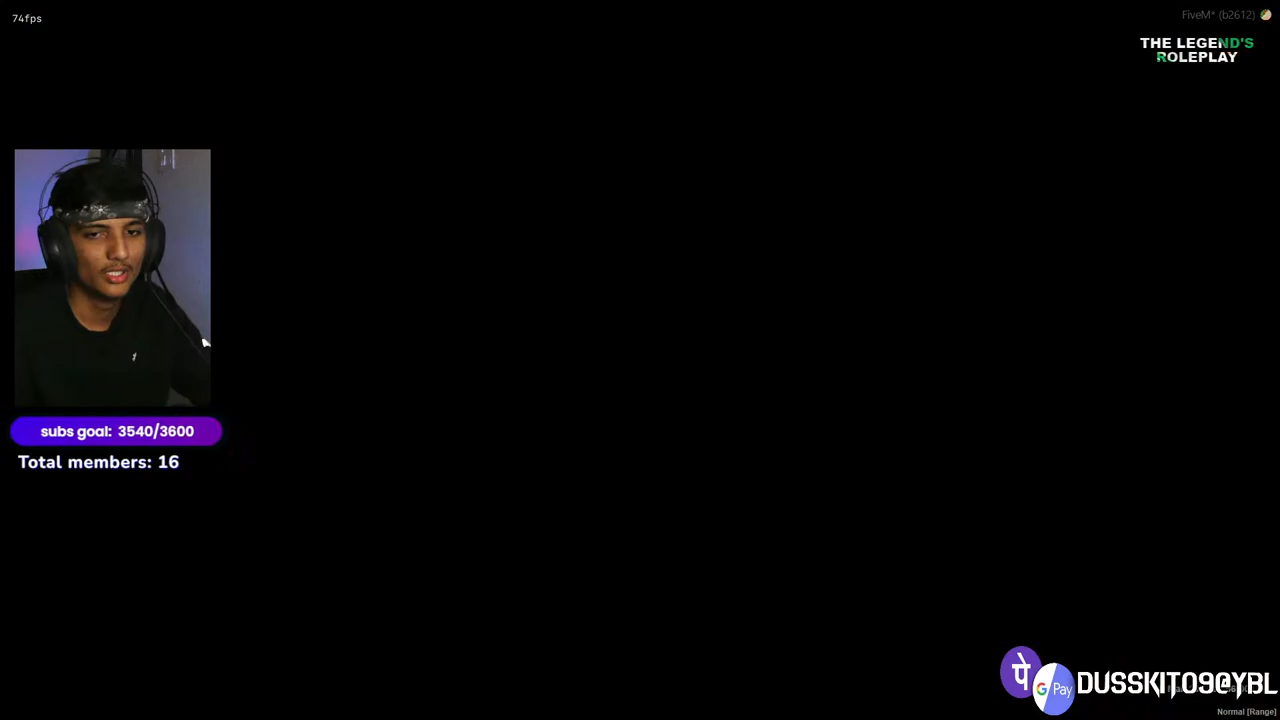 74fps
FiveM* (b2612)
THE LEGEND'S
ROLEPLAY
subs goal: 3540/3600
Total members: 16
पे
G Pay
DUSSKIT09@YBL
Normal [Range]